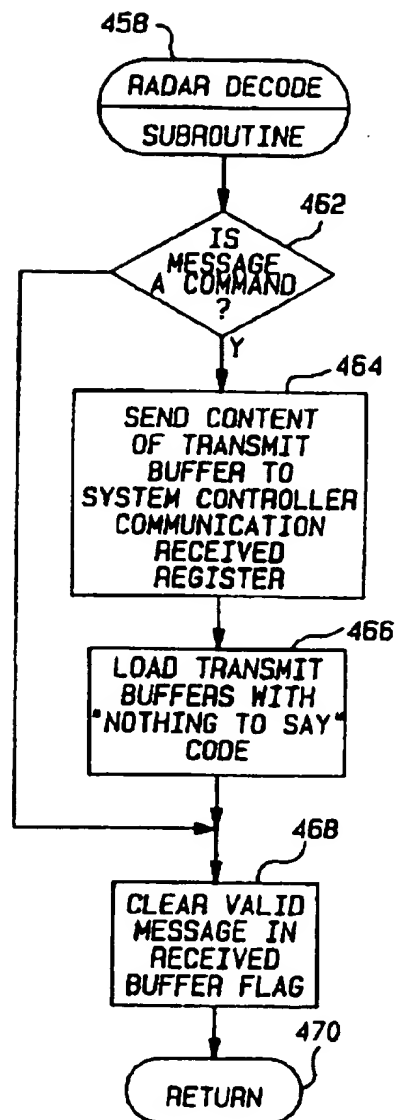 458
RADAR DECODE
SUBROUTINE
462
IS
MESSAGE
A COMMAND
?
Y
464
SEND CONTENT
OF TRANSMIT
BUFFER TO
SYSTEM CONTROLLER
COMMUNICATION
RECEIVED
REGISTER
466
LOAD TRANSMIT
BUFFERS WITH
"NOTHING TO SAY"
CODE
468
CLEAR VALID
MESSAGE IN
RECEIVED
BUFFER FLAG
470
RETURN